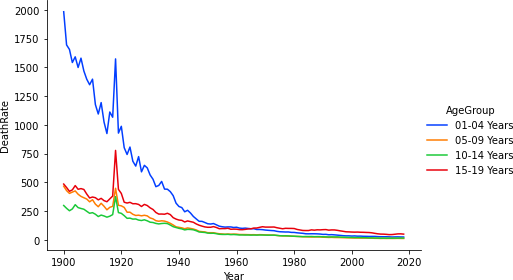 2000
1750
1500
1250
1000
750
500
250
0
DeathRate
1900
1920
1940
1960
1980
2000
2020
Year
AgeGroup
01-04 Years
05-09 Years
10-14 Years
15-19 Years